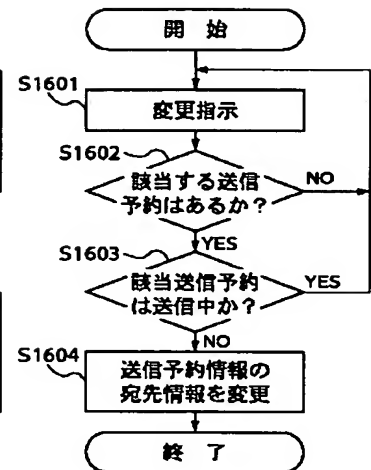 開 始
S1601
変更指示
S1602
該当する送信
予約はあるか？
NO
YES
S1603
該当送信予約
は送信中か？
YES
NO
S1604
送信予約情報の
宛先情報を変更
終 了